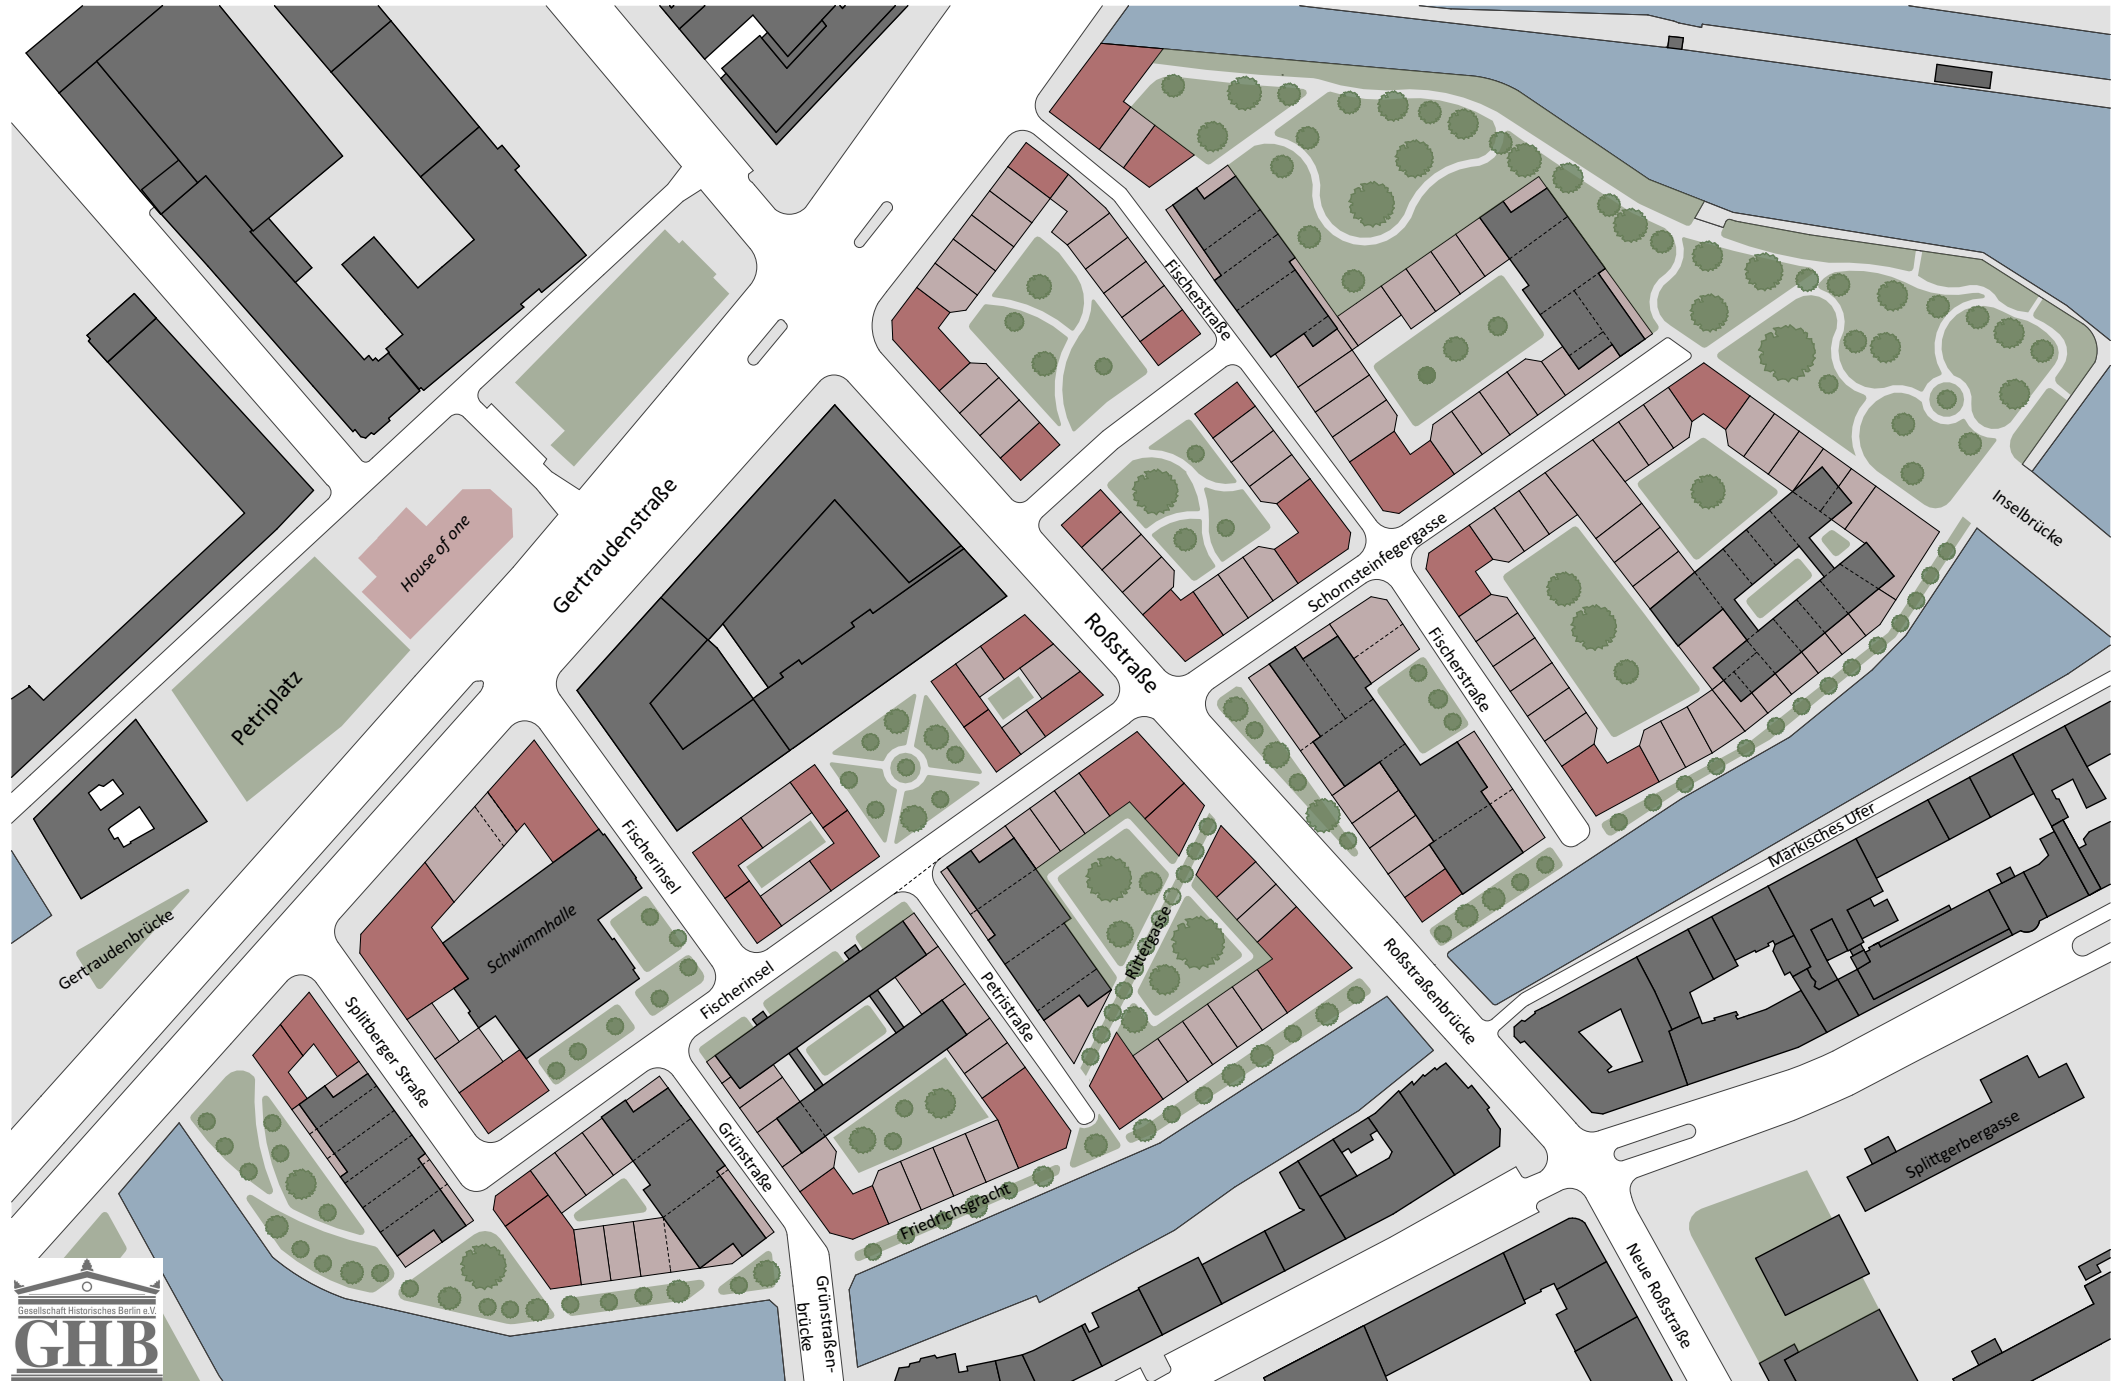 Fischerstraße
House of one
Gertraudenstraße
Inselbrücke
Schornsteinfegergasse
Roßstraße
Fischerstraße
Petriplatz
Fischerinsel
Märkisches Ufer
Schwimmhalle
Gertraudenbrücke
Rittergasse
Fischerinsel
Petristraße
Roßstraßenbrücke
Splitberger Straße
Grünstraße
Splittgerbergasse
Friedrichsgracht
Neue Roßstraße
Grünstraßen-
brücke
Gesellschaft Historisches Berlin e.V.
GHB